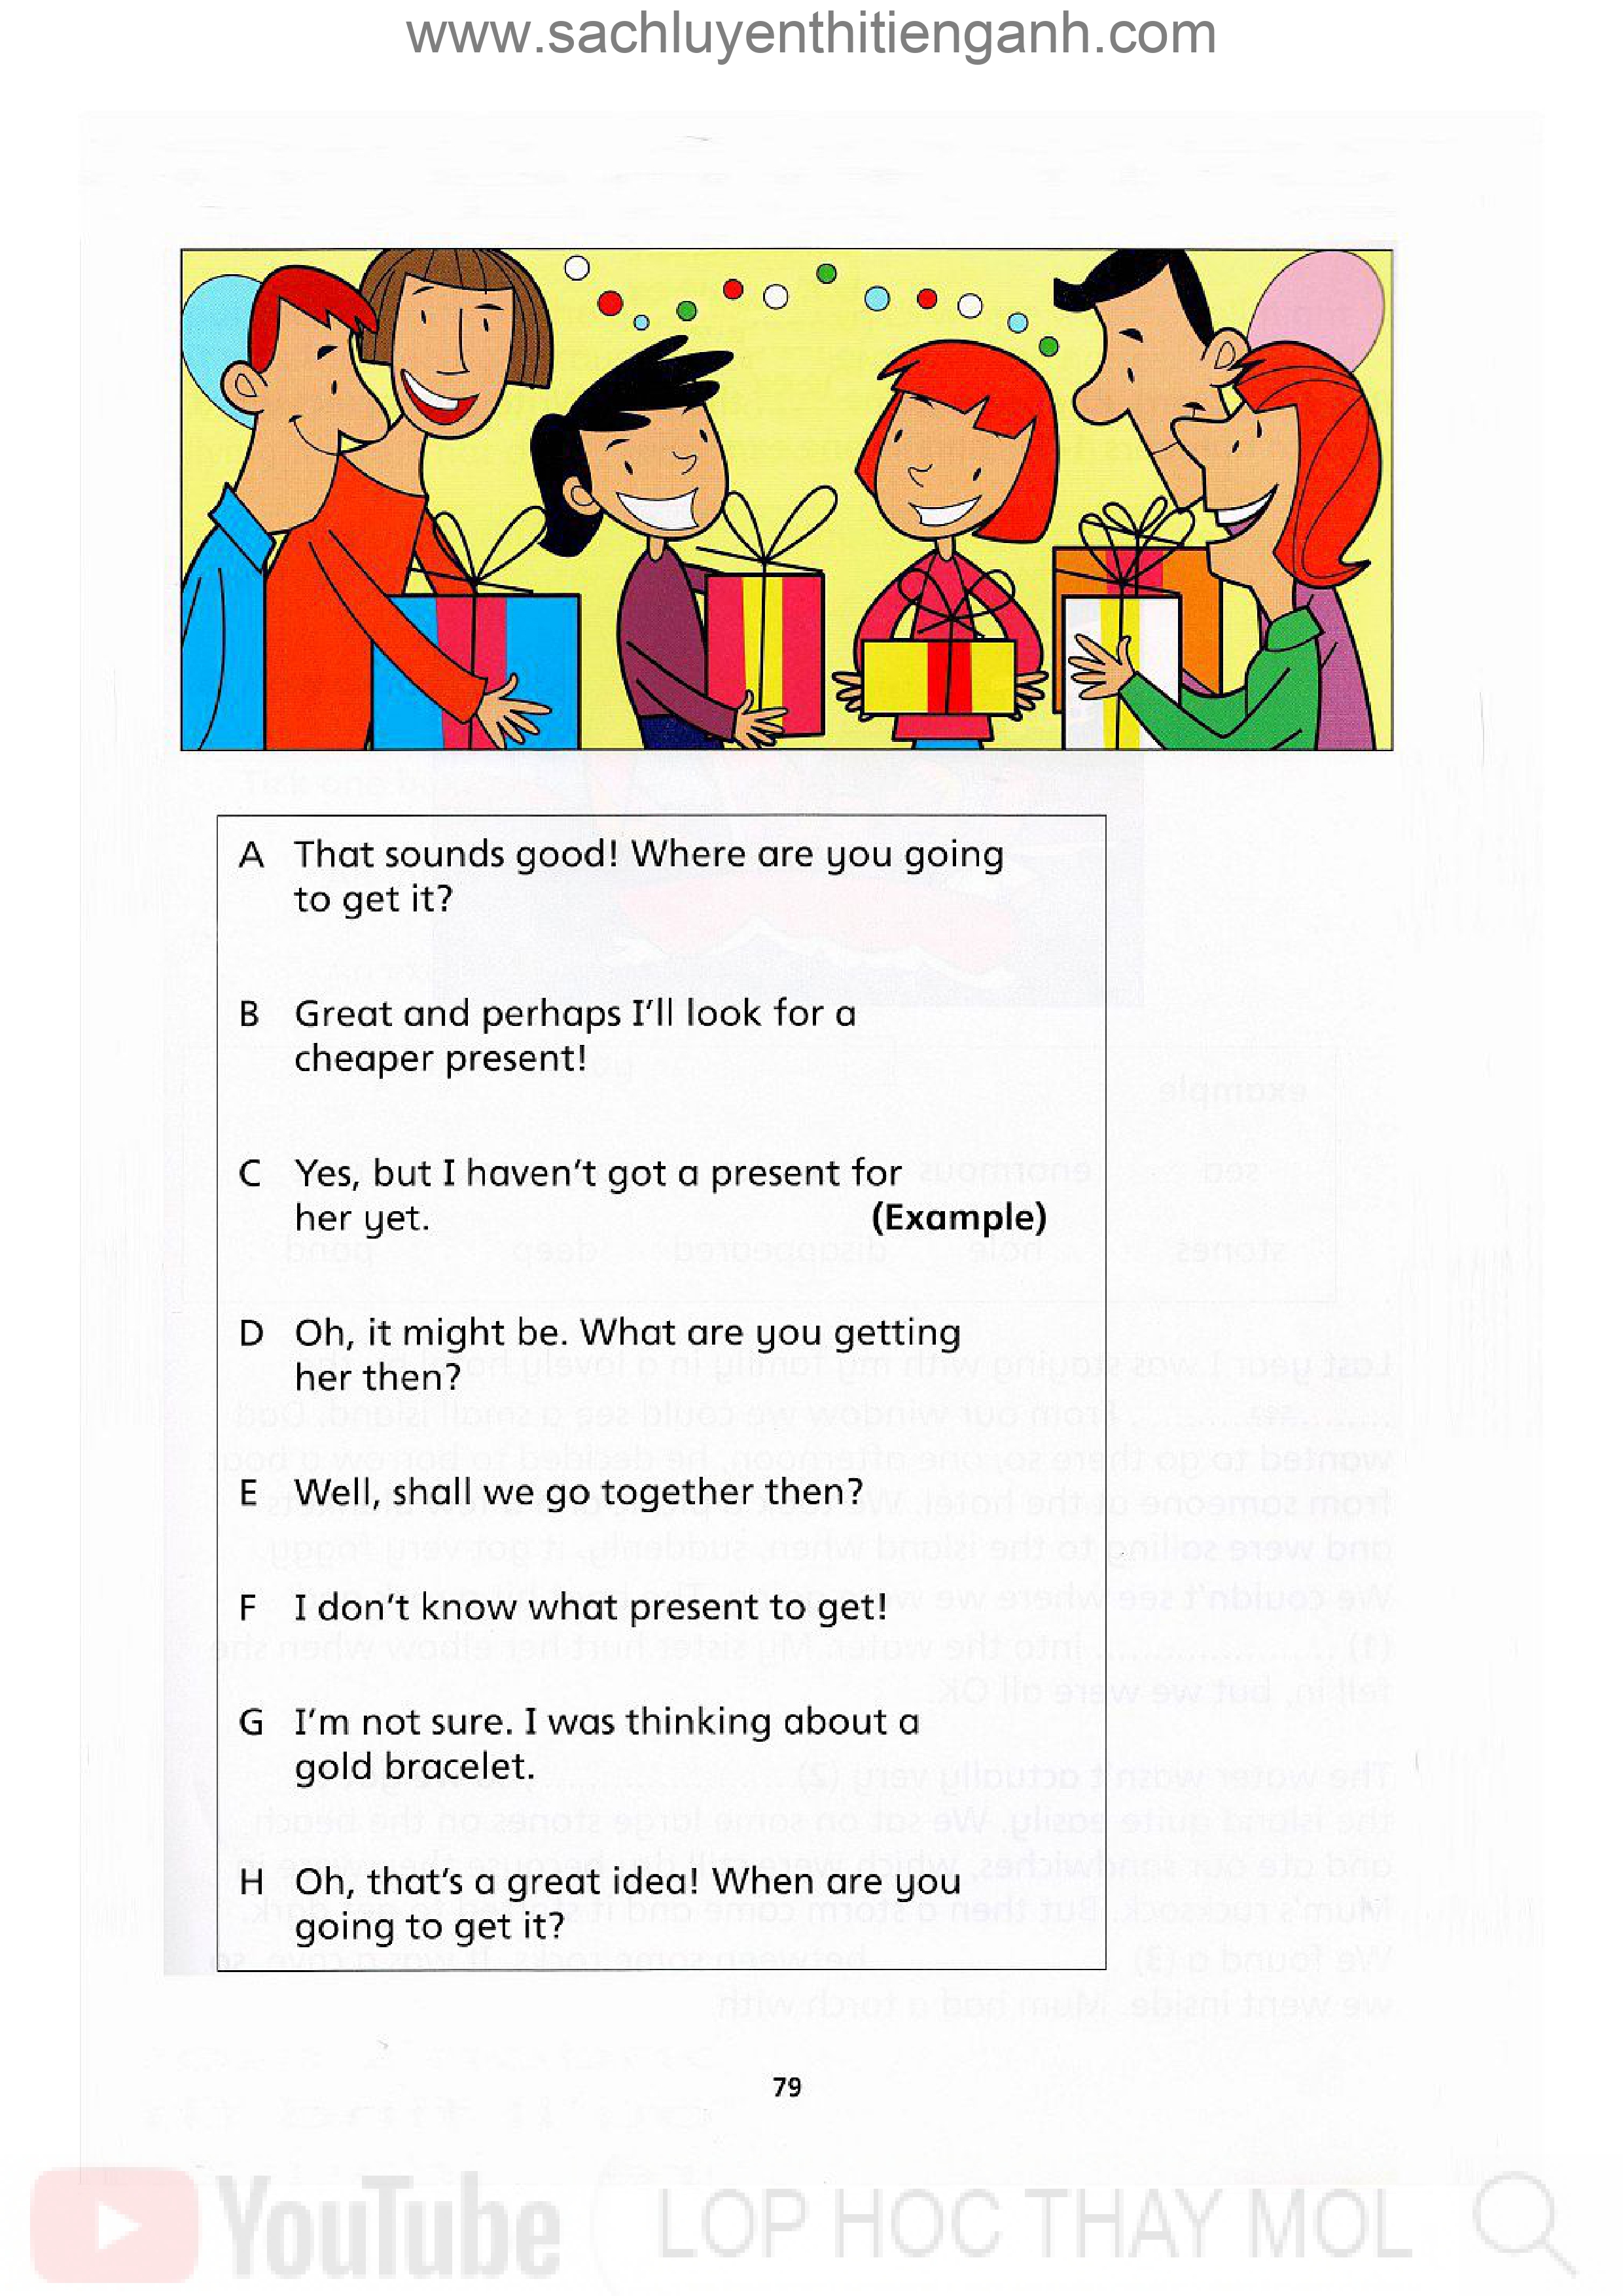 www.sachluyenthitienganh.com
A That sounds good! Where are you going
to get it?
B Great and perhaps I'll look for a
cheaper present!
C Yes, but I haven't got a present for
her yet. (Example)
D Oh, it might be. What are you getting
her then?
E Well, shall we go together then?
F I don't know what present to get!
G I'm not sure. I was thinking about a
gold bracelet.
H Oh, that's a great idea! When are you
going to get it?
79
YouTube LOP HOC THAY MOL